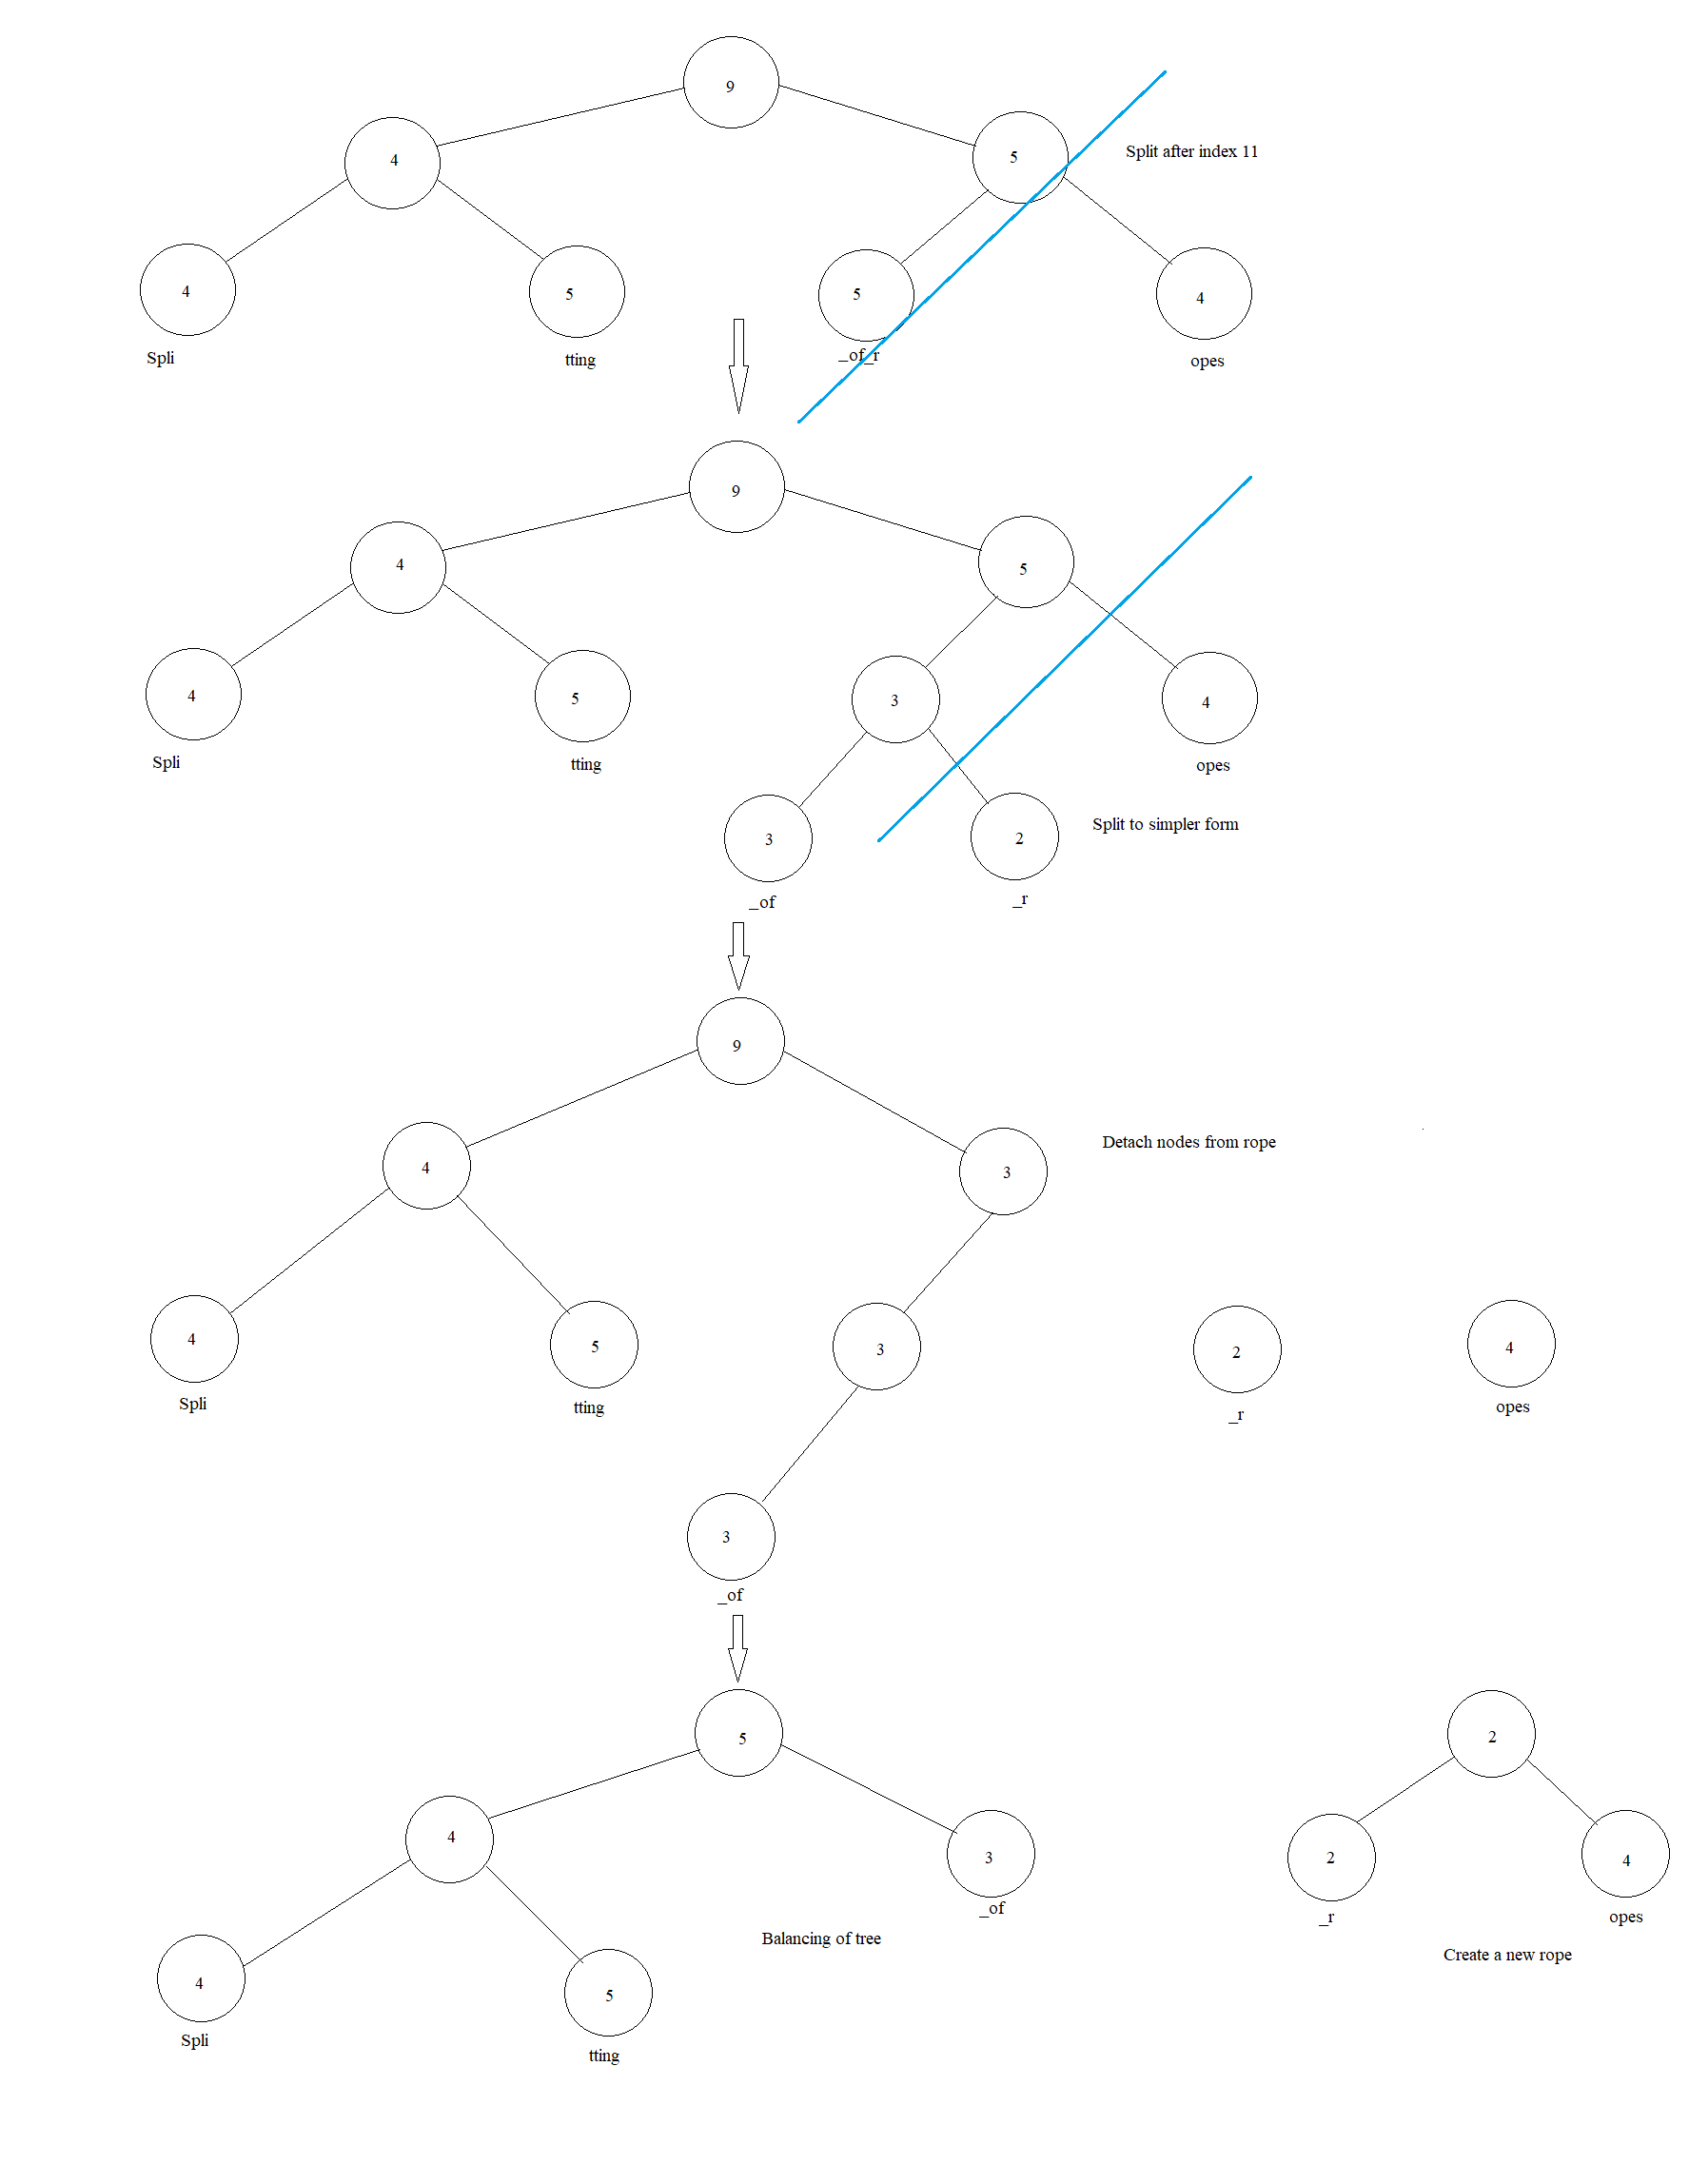 9
4
5
Split after index 11
4
5
5
4
Spli
tting
_of_r
opes
9
4
5
4
5
3
4
Spli
tting
opes
3
2
Split to simpler form
_of
_r
9
4
3
Detach nodes from rope
4
5
3
2
4
Spli
tting
_r
opes
3
_of
5
2
4
3
2
4
_of
_r
opes
Balancing of tree
Create a new rope
4
5
Spli
tting